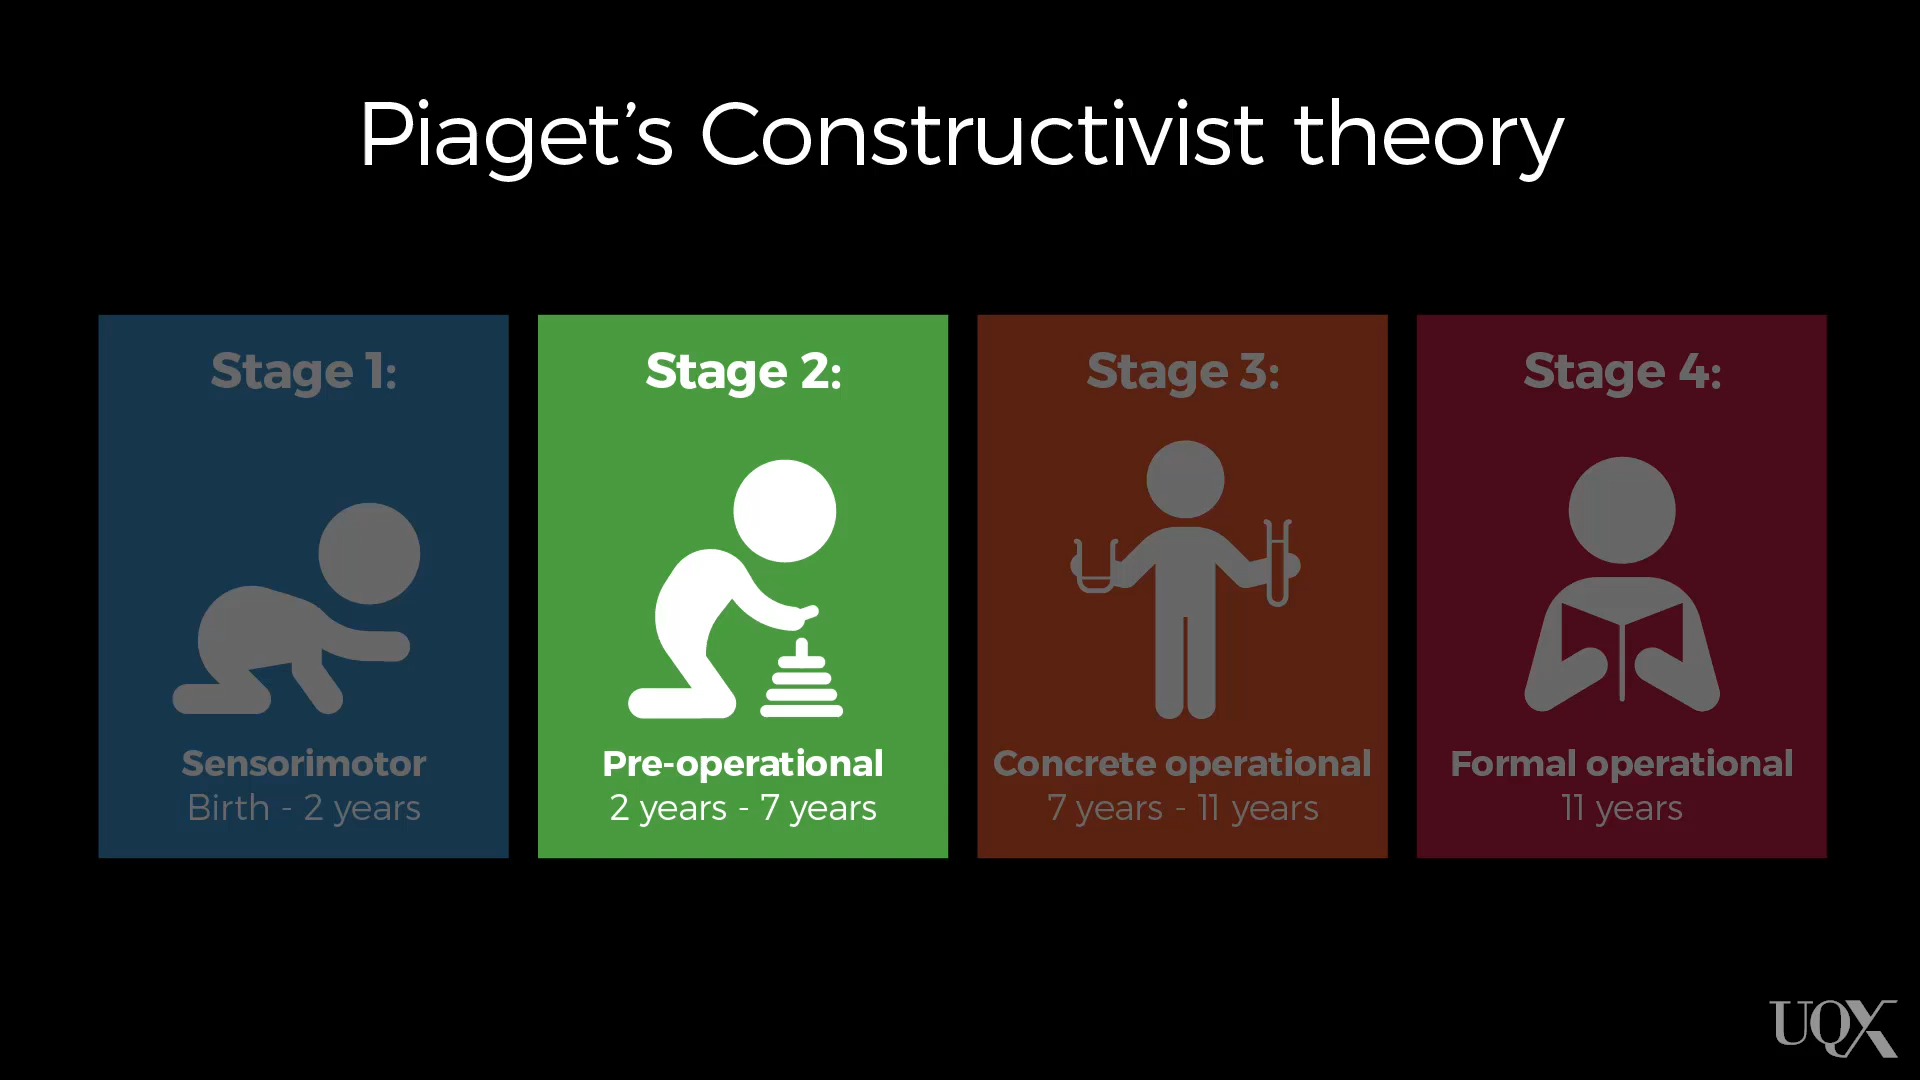 Piaget’s Constructivist theory
Stage 1:
Sensorimotor
Birth - 2 years
Stage 2:
Pre-operational
2 years - 7 years
Stage 3:
Concrete operational
7 years - 11 years
Stage 4:
Formal operational
11 years
UQX